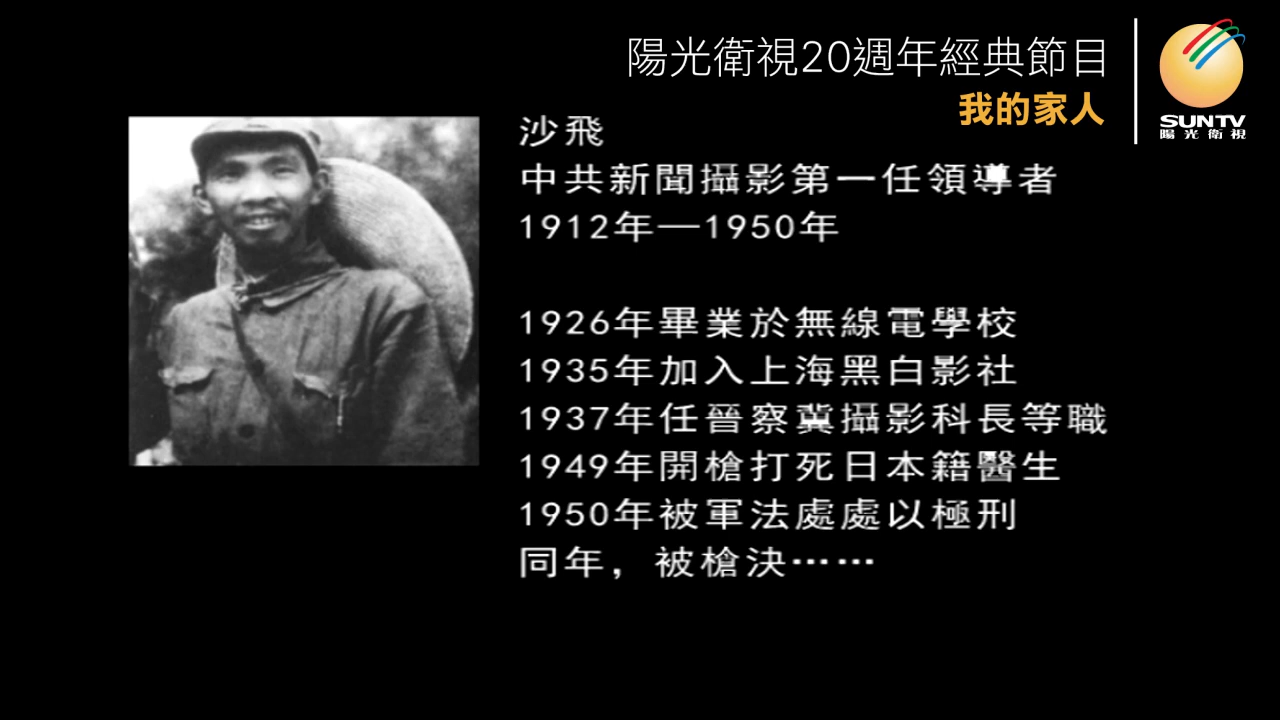 陽光衛視20週年經典節目
我的家人
SUNTV
陽光衛視
沙飛
中共新聞攝影第一任領導者
1912年—1950年
1926年畢業於無線電學校
1935年加入上海黑白影社
1937年任晉察冀攝影科長等職
1949年開槍打死日本籍醫生
1950年被軍法處處以極刑
同年，被槍決……